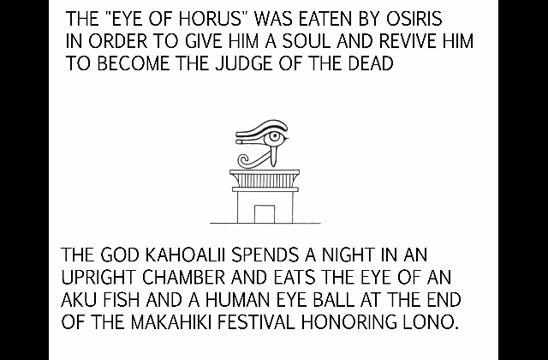 THE "EYE OF HORUS" WAS EATEN BY OSIRIS
IN ORDER TO GIVE HIM A SOUL AND REVIVE HIM
TO BECOME THE JUDGE OF THE DEAD
THE GOD KAHOALII SPENDS A NIGHT IN AN
UPRIGHT CHAMBER AND EATS THE EYE OF AN
AKU FISH AND A HUMAN EYE BALL AT THE END
OF THE MAKAHIKI FESTIVAL HONORING LONO.